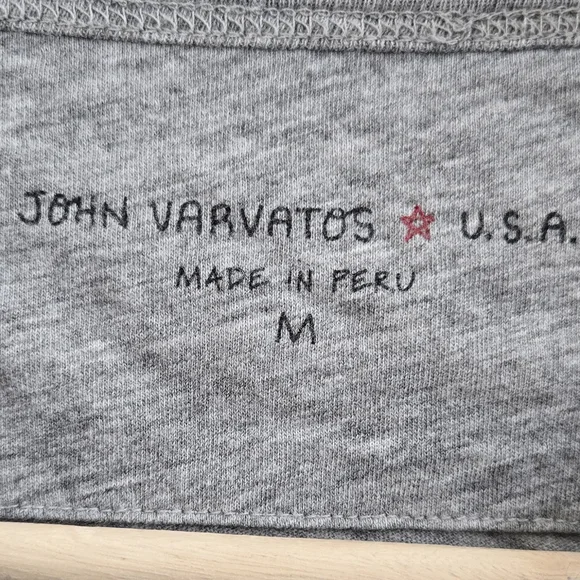 JOHN VARVATOS ☆ U.S.A.
MADE IN PERU
M